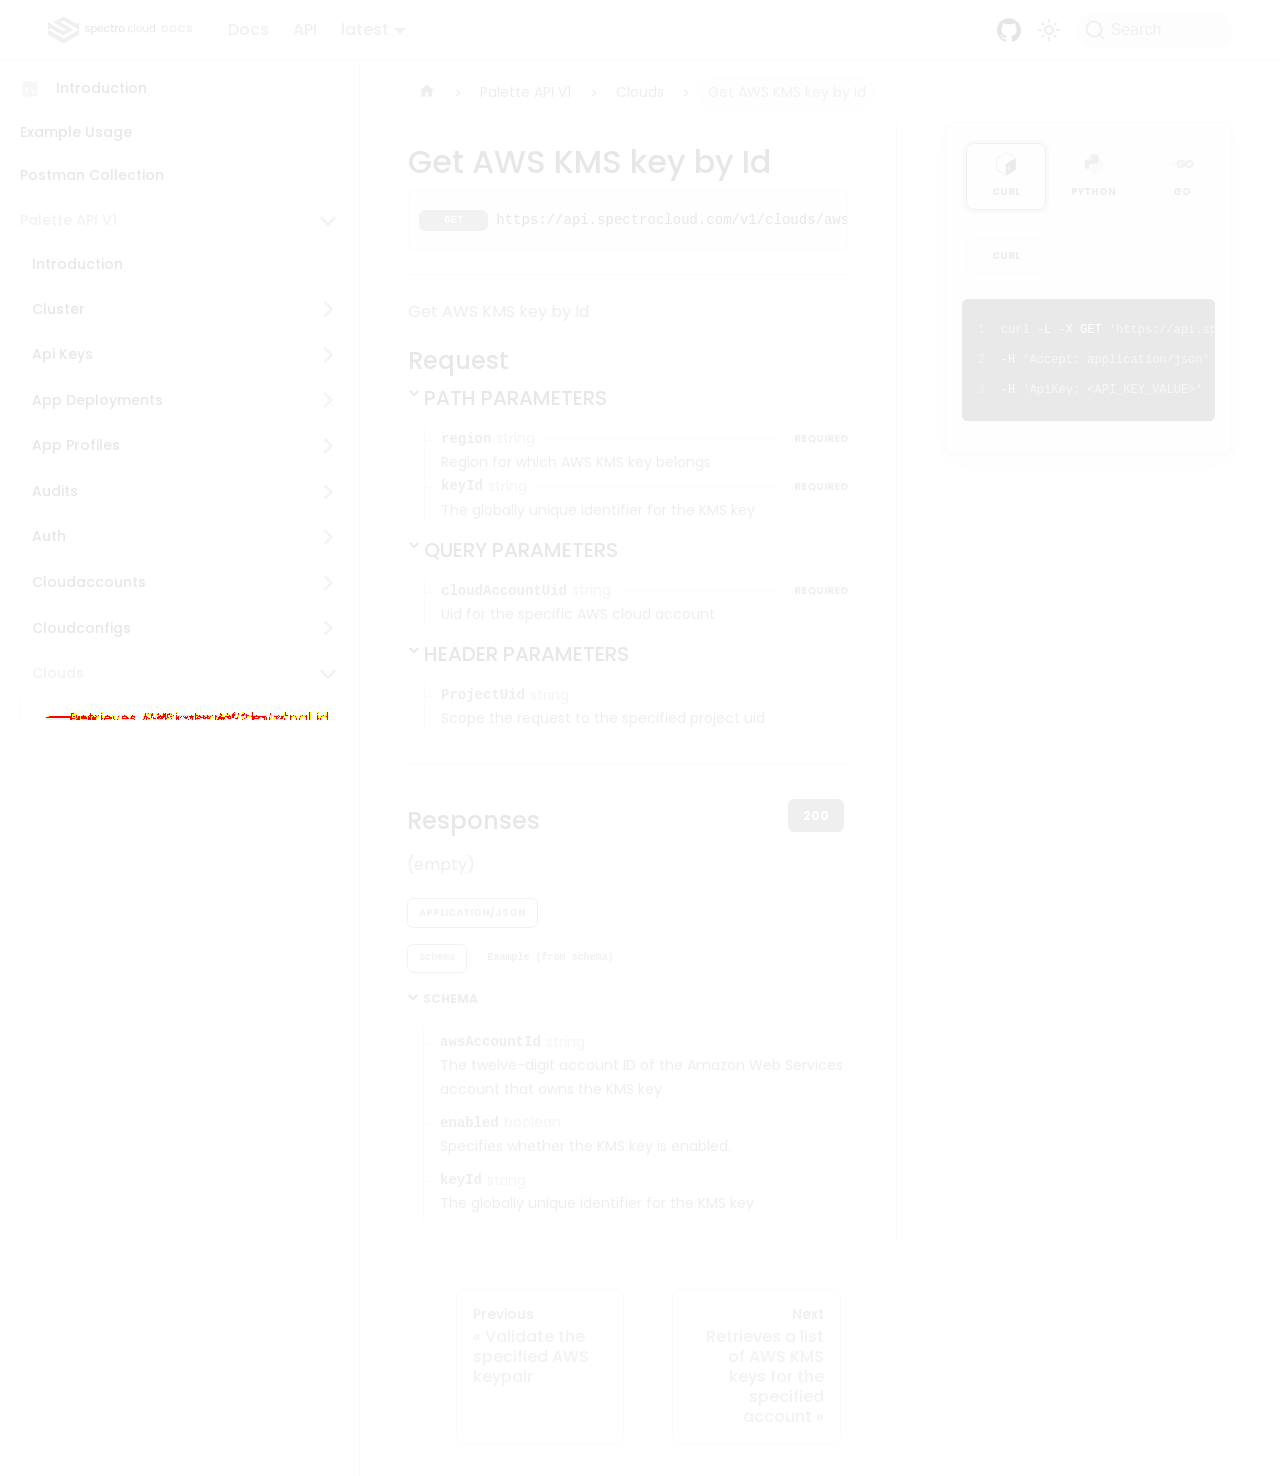 spectro cloud DOCS
Docs
API
latest
Search
Introduction
Example Usage
Postman Collection
Palette API V1
Introduction
Cluster
Api Keys
App Deployments
App Profiles
Audits
Auth
Cloudaccounts
Cloudconfigs
Clouds
Palette API V1
Clouds
Get AWS KMS key by Id
Get AWS KMS key by Id
GET https://api.spectrocloud.com/v1/clouds/aws
Get AWS KMS key by Id
Request
PATH PARAMETERS
region string REQUIRED
Region for which AWS KMS key belongs
keyId string REQUIRED
The globally unique identifier for the KMS key
QUERY PARAMETERS
cloudAccountUid string REQUIRED
Uid for the specific AWS cloud account
HEADER PARAMETERS
ProjectUid string
Scope the request to the specified project uid
Responses
200
(empty)
APPLICATION/JSON
Schema
Example (from schema)
SCHEMA
awsAccountId string
The twelve-digit account ID of the Amazon Web Services
account that owns the KMS key
enabled boolean
Specifies whether the KMS key is enabled.
keyId string
The globally unique identifier for the KMS key
Previous
« Validate the
specified AWS
keypair
Next
Retrieves a list
of AWS KMS
keys for the
specified
account »
CURL
PYTHON
GO
CURL
1 curl -L -X GET 'https://api.sp
2 -H 'Accept: application/json'
3 -H 'ApiKey: <API_KEY_VALUE>'